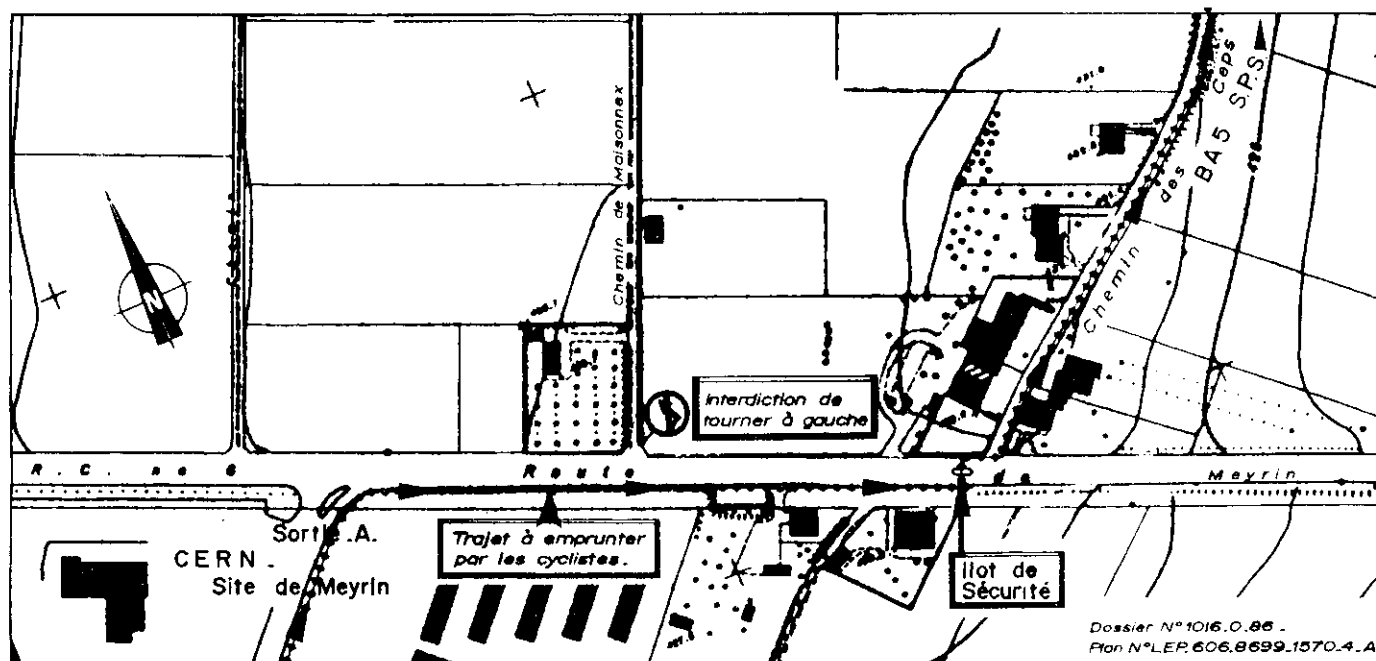 Chemin de Maisonnex
Chemin des Ceps
BA5 S.P.S
N
Interdiction de
tourner à gauche
R. C. no 6
Route de Meyrin
Sortie.A.
CERN.
Site de Meyrin
Trajet à emprunter
par les cyclistes.
Ilot de
Sécurité
Dossier N° 1016.0.86.
Plan N° LEP.606.8699.1570.4.A